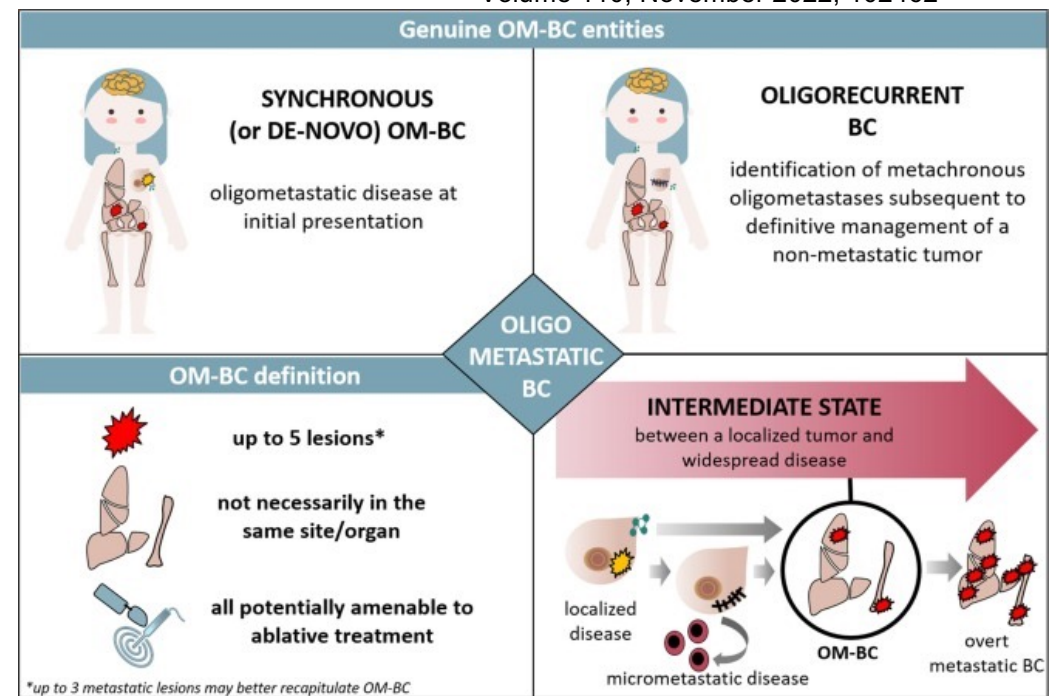 Genuine OM-BC entities
SYNCHRONOUS
(or DE-NOVO) OM-BC
oligometastatic disease at
initial presentation
OLIGORECURRENT
BC
identification of metachronous
oligometastases subsequent to
definitive management of a
non-metastatic tumor
OLIGO
METASTATIC
BC
OM-BC definition
up to 5 lesions*
not necessarily in the
same site/organ
all potentially amenable to
ablative treatment
*up to 3 metastatic lesions may better recapitulate OM-BC
INTERMEDIATE STATE
between a localized tumor and
widespread disease
localized
disease
micrometastatic disease
OM-BC
overt
metastatic BC